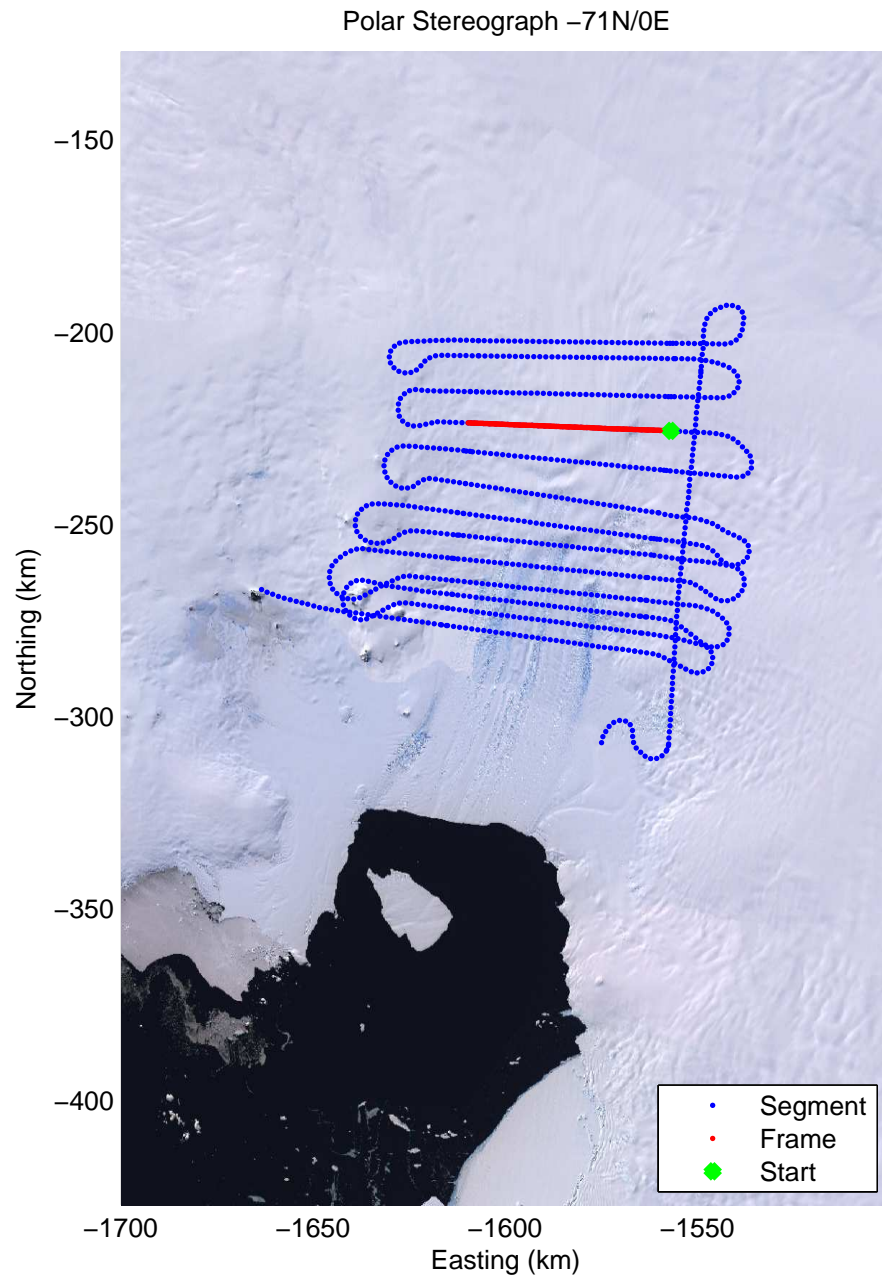 Polar Stereograph −71N/0E
−150
−200
−250
−300
−350
−400
Northing (km)
−1700
−1650
−1600
−1550
Easting (km)
Segment
Frame
Start